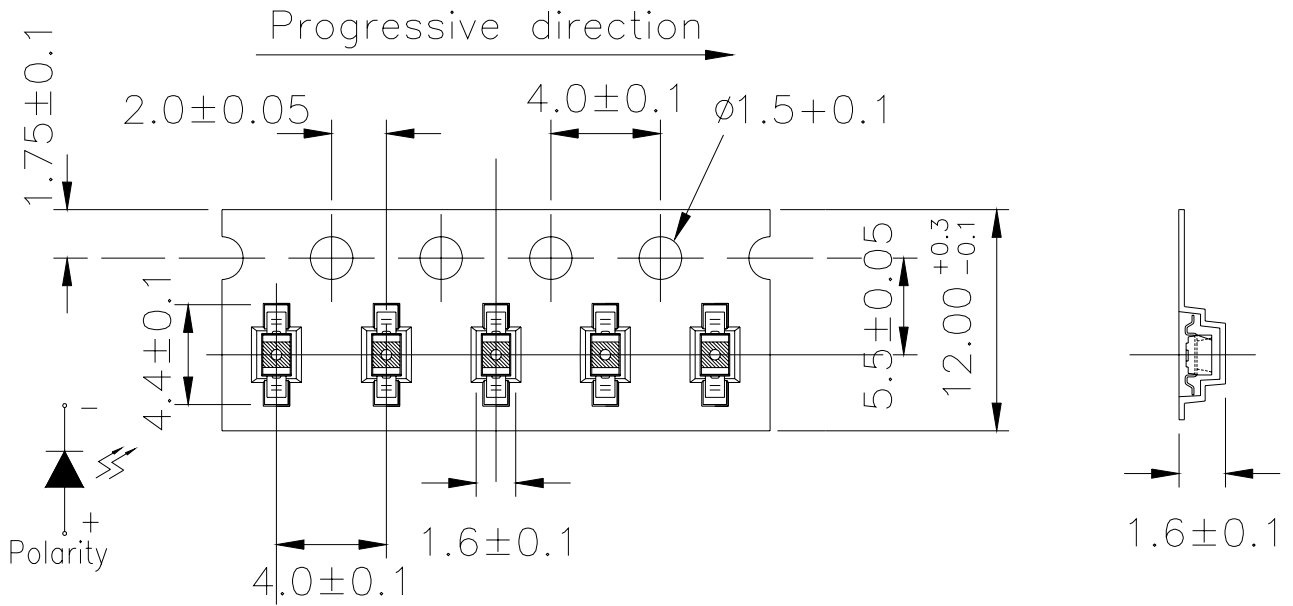 Progressive direction
1.75±0.1
2.0±0.05
4.0±0.1
ø1.5+0.1
4.4±0.1
5.5±0.05
12.00 +0.3 -0.1
-
+
Polarity
1.6±0.1
4.0±0.1
1.6±0.1